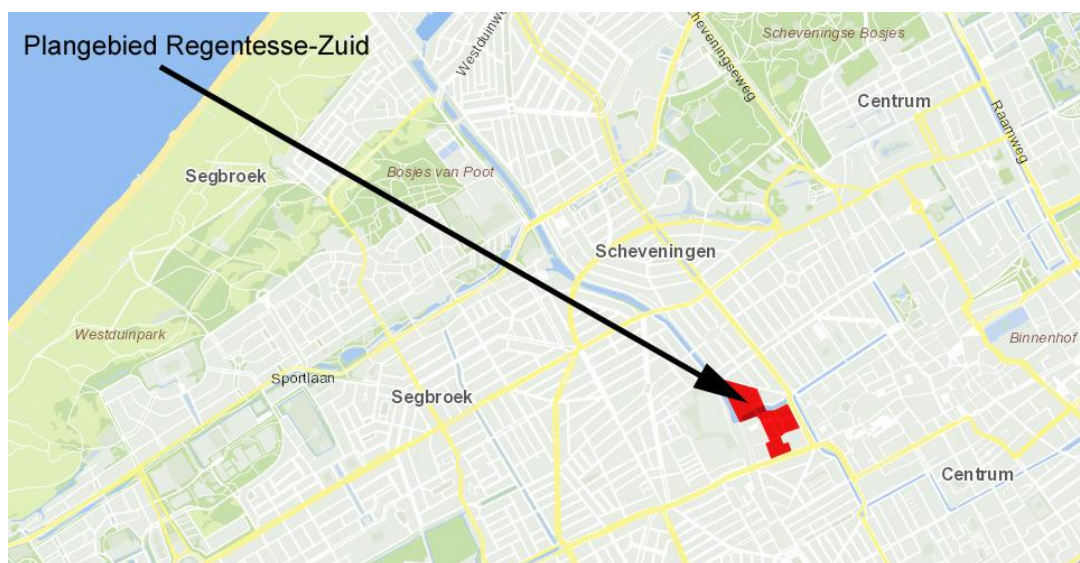 Plangebied Regentesse-Zuid
Westduinweg
Scheveningseweg
Scheveningse Bosjes
Centrum
Raamweg
Segbroek
Bosjes van Poot
Scheveningen
Westduinpark
Binnenhof
Sportlaan
Segbroek
Centrum